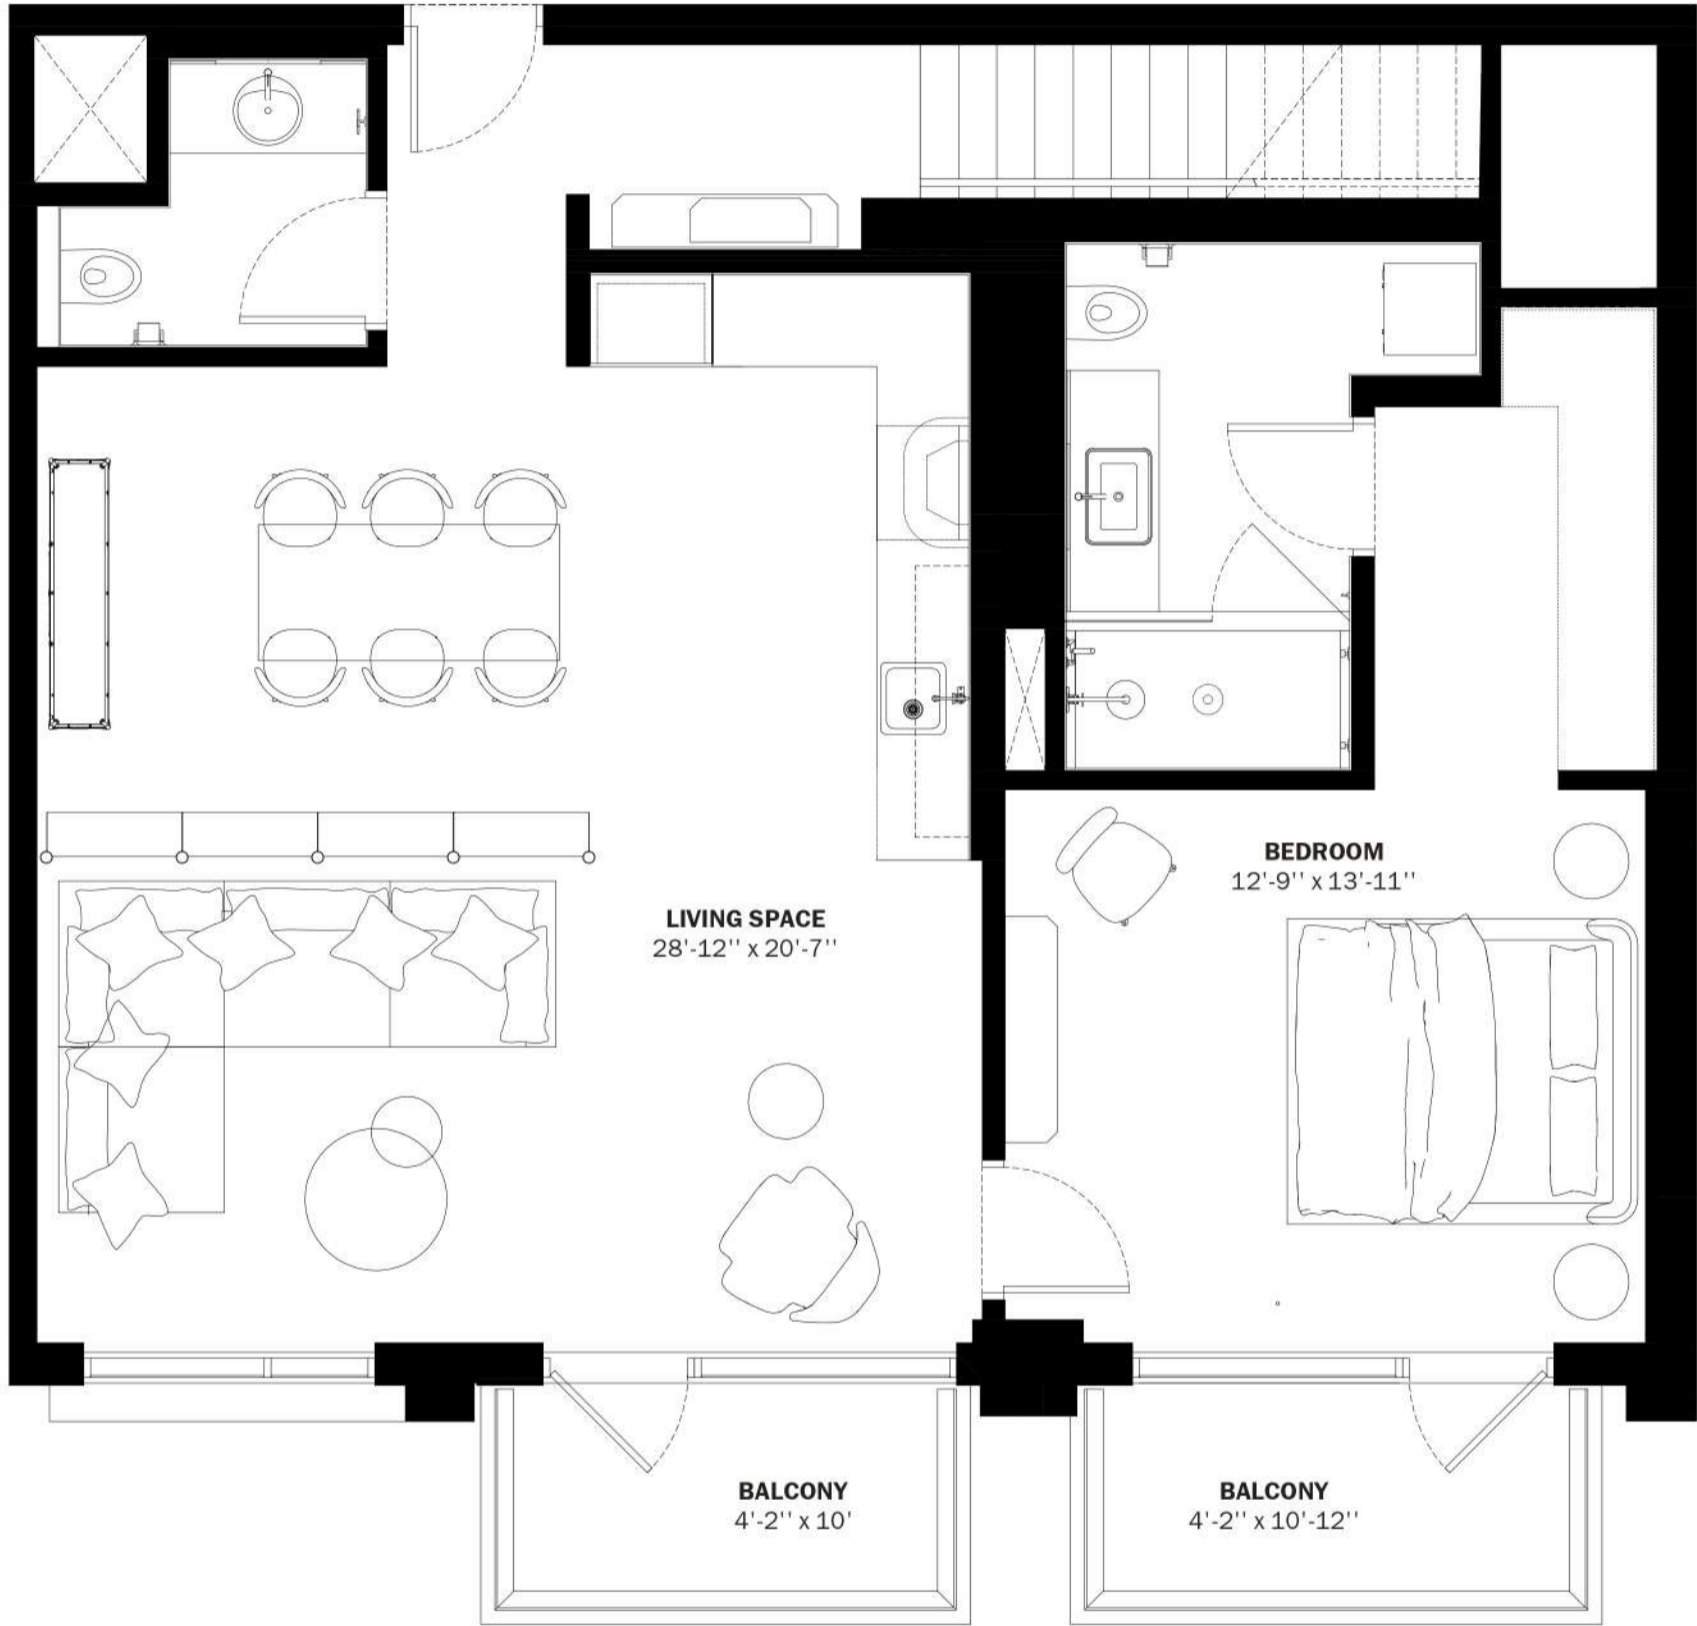 BEDROOM
12'-9'' x 13'-11''
LIVING SPACE
28'-12'' x 20'-7''
BALCONY
4'-2'' x 10'
BALCONY
4'-2'' x 10'-12''